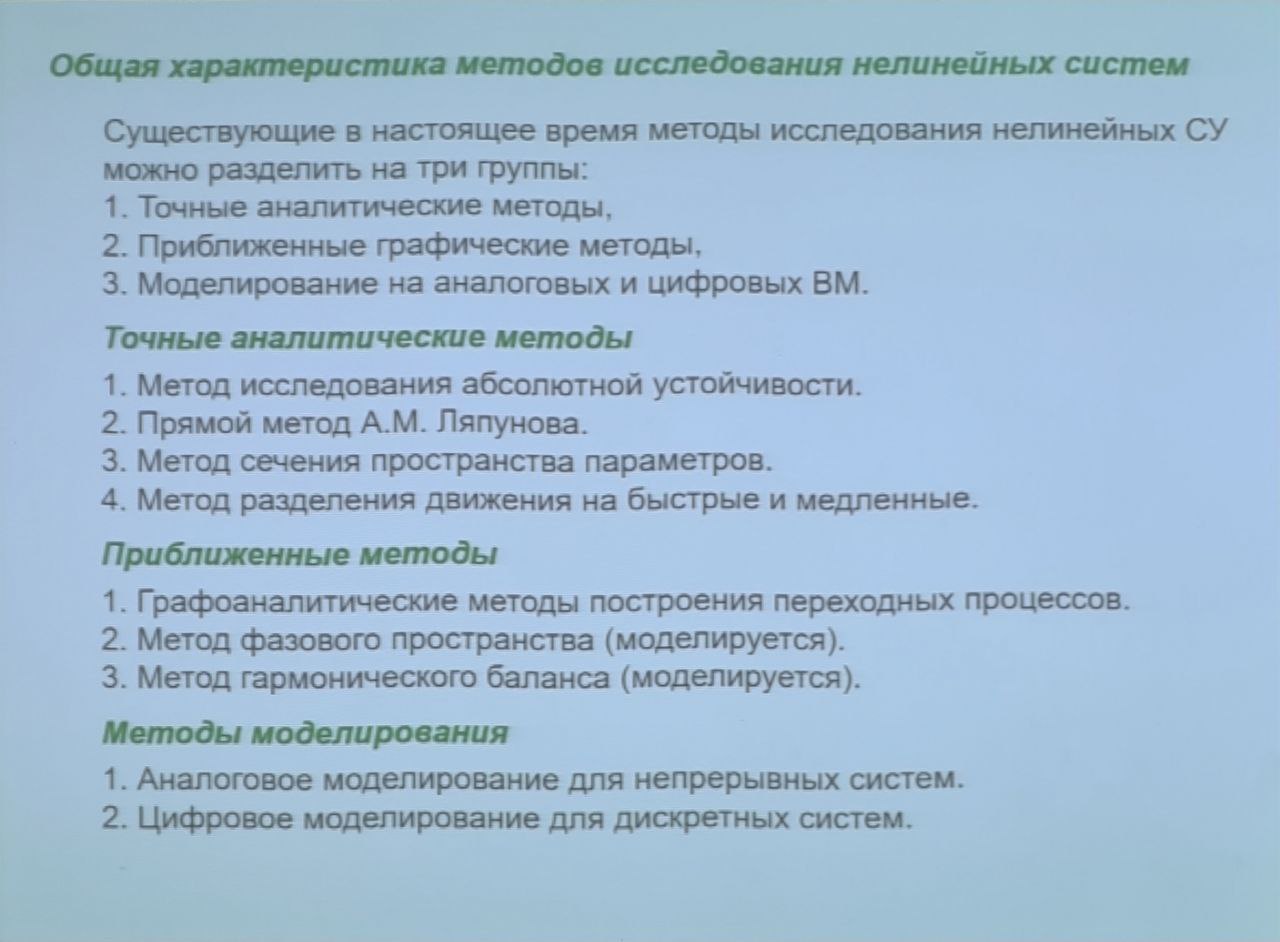 Общая характеристика методов исследования нелинейных систем
Существующие в настоящее время методы исследования нелинейных СУ
можно разделить на три группы:
1. Точные аналитические методы,
2. Приближенные графические методы,
3. Моделирование на аналоговых и цифровых ВМ.
Точные аналитические методы
1. Метод исследования абсолютной устойчивости.
2. Прямой метод А.М. Ляпунова.
3. Метод сечения пространства параметров.
4. Метод разделения движения на быстрые и медленные.
Приближенные методы
1. Графоаналитические методы построения переходных процессов.
2. Метод фазового пространства (моделируется).
3. Метод гармонического баланса (моделируется).
Методы моделирования
1. Аналоговое моделирование для непрерывных систем.
2. Цифровое моделирование для дискретных систем.